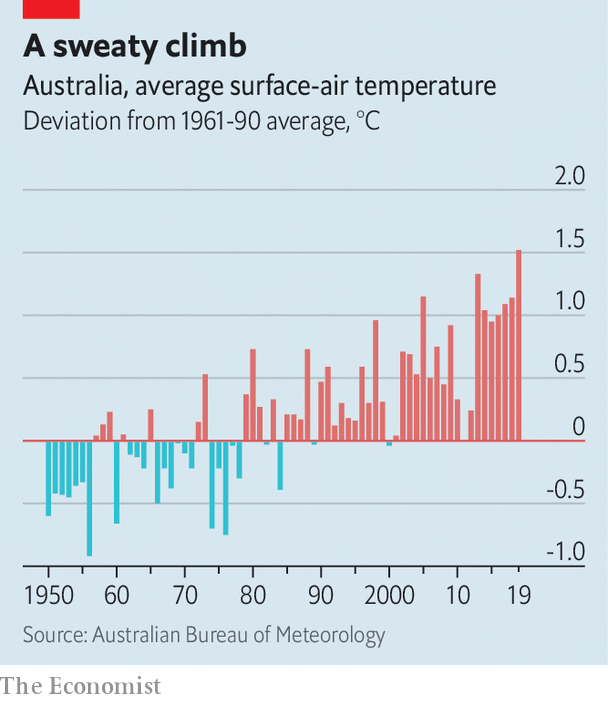 A sweaty climb
Australia, average surface-air temperature
Deviation from 1961-90 average, °C
2.0
1.5
1.0
0.5
0
-0.5
-1.0
1950 60 70 80 90 2000 10 19
Source: Australian Bureau of Meteorology
The Economist